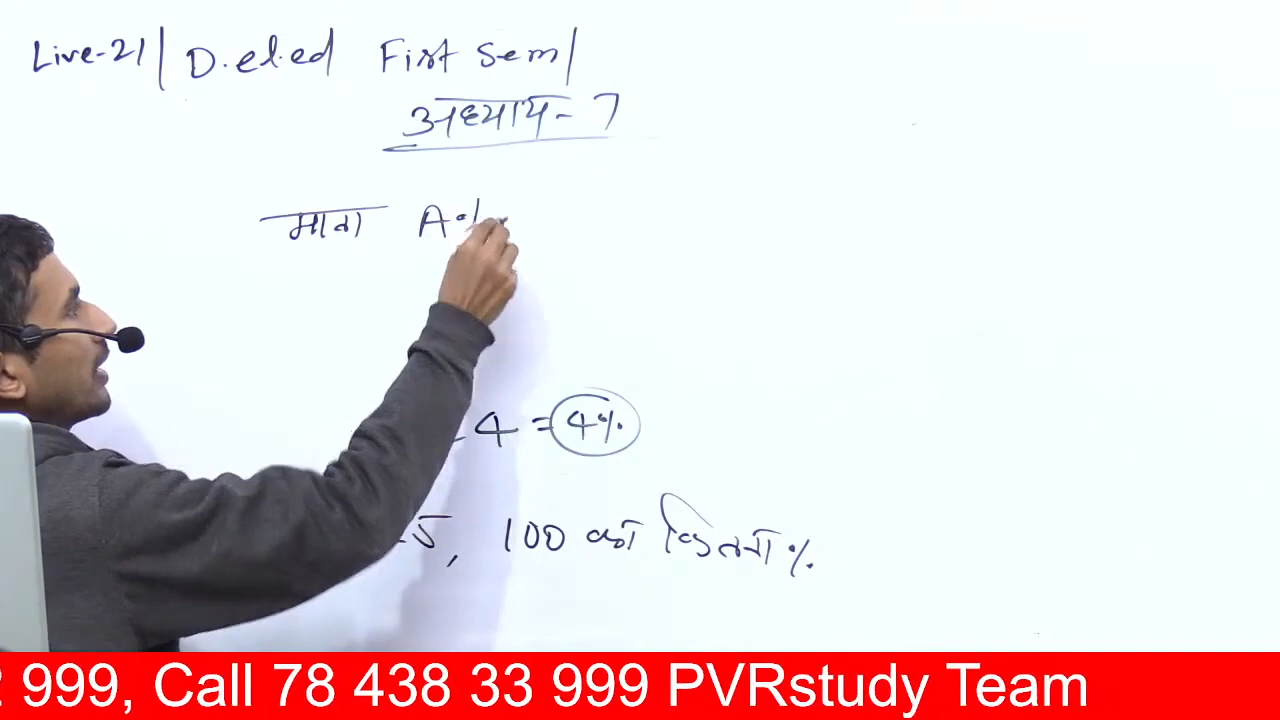 Live-21| D.el.ed First Sem/
अध्याय- 7
माना A%
4 = 4%
5, 100 का कितना %
999, Call 78 438 33 999 PVRstudy Team